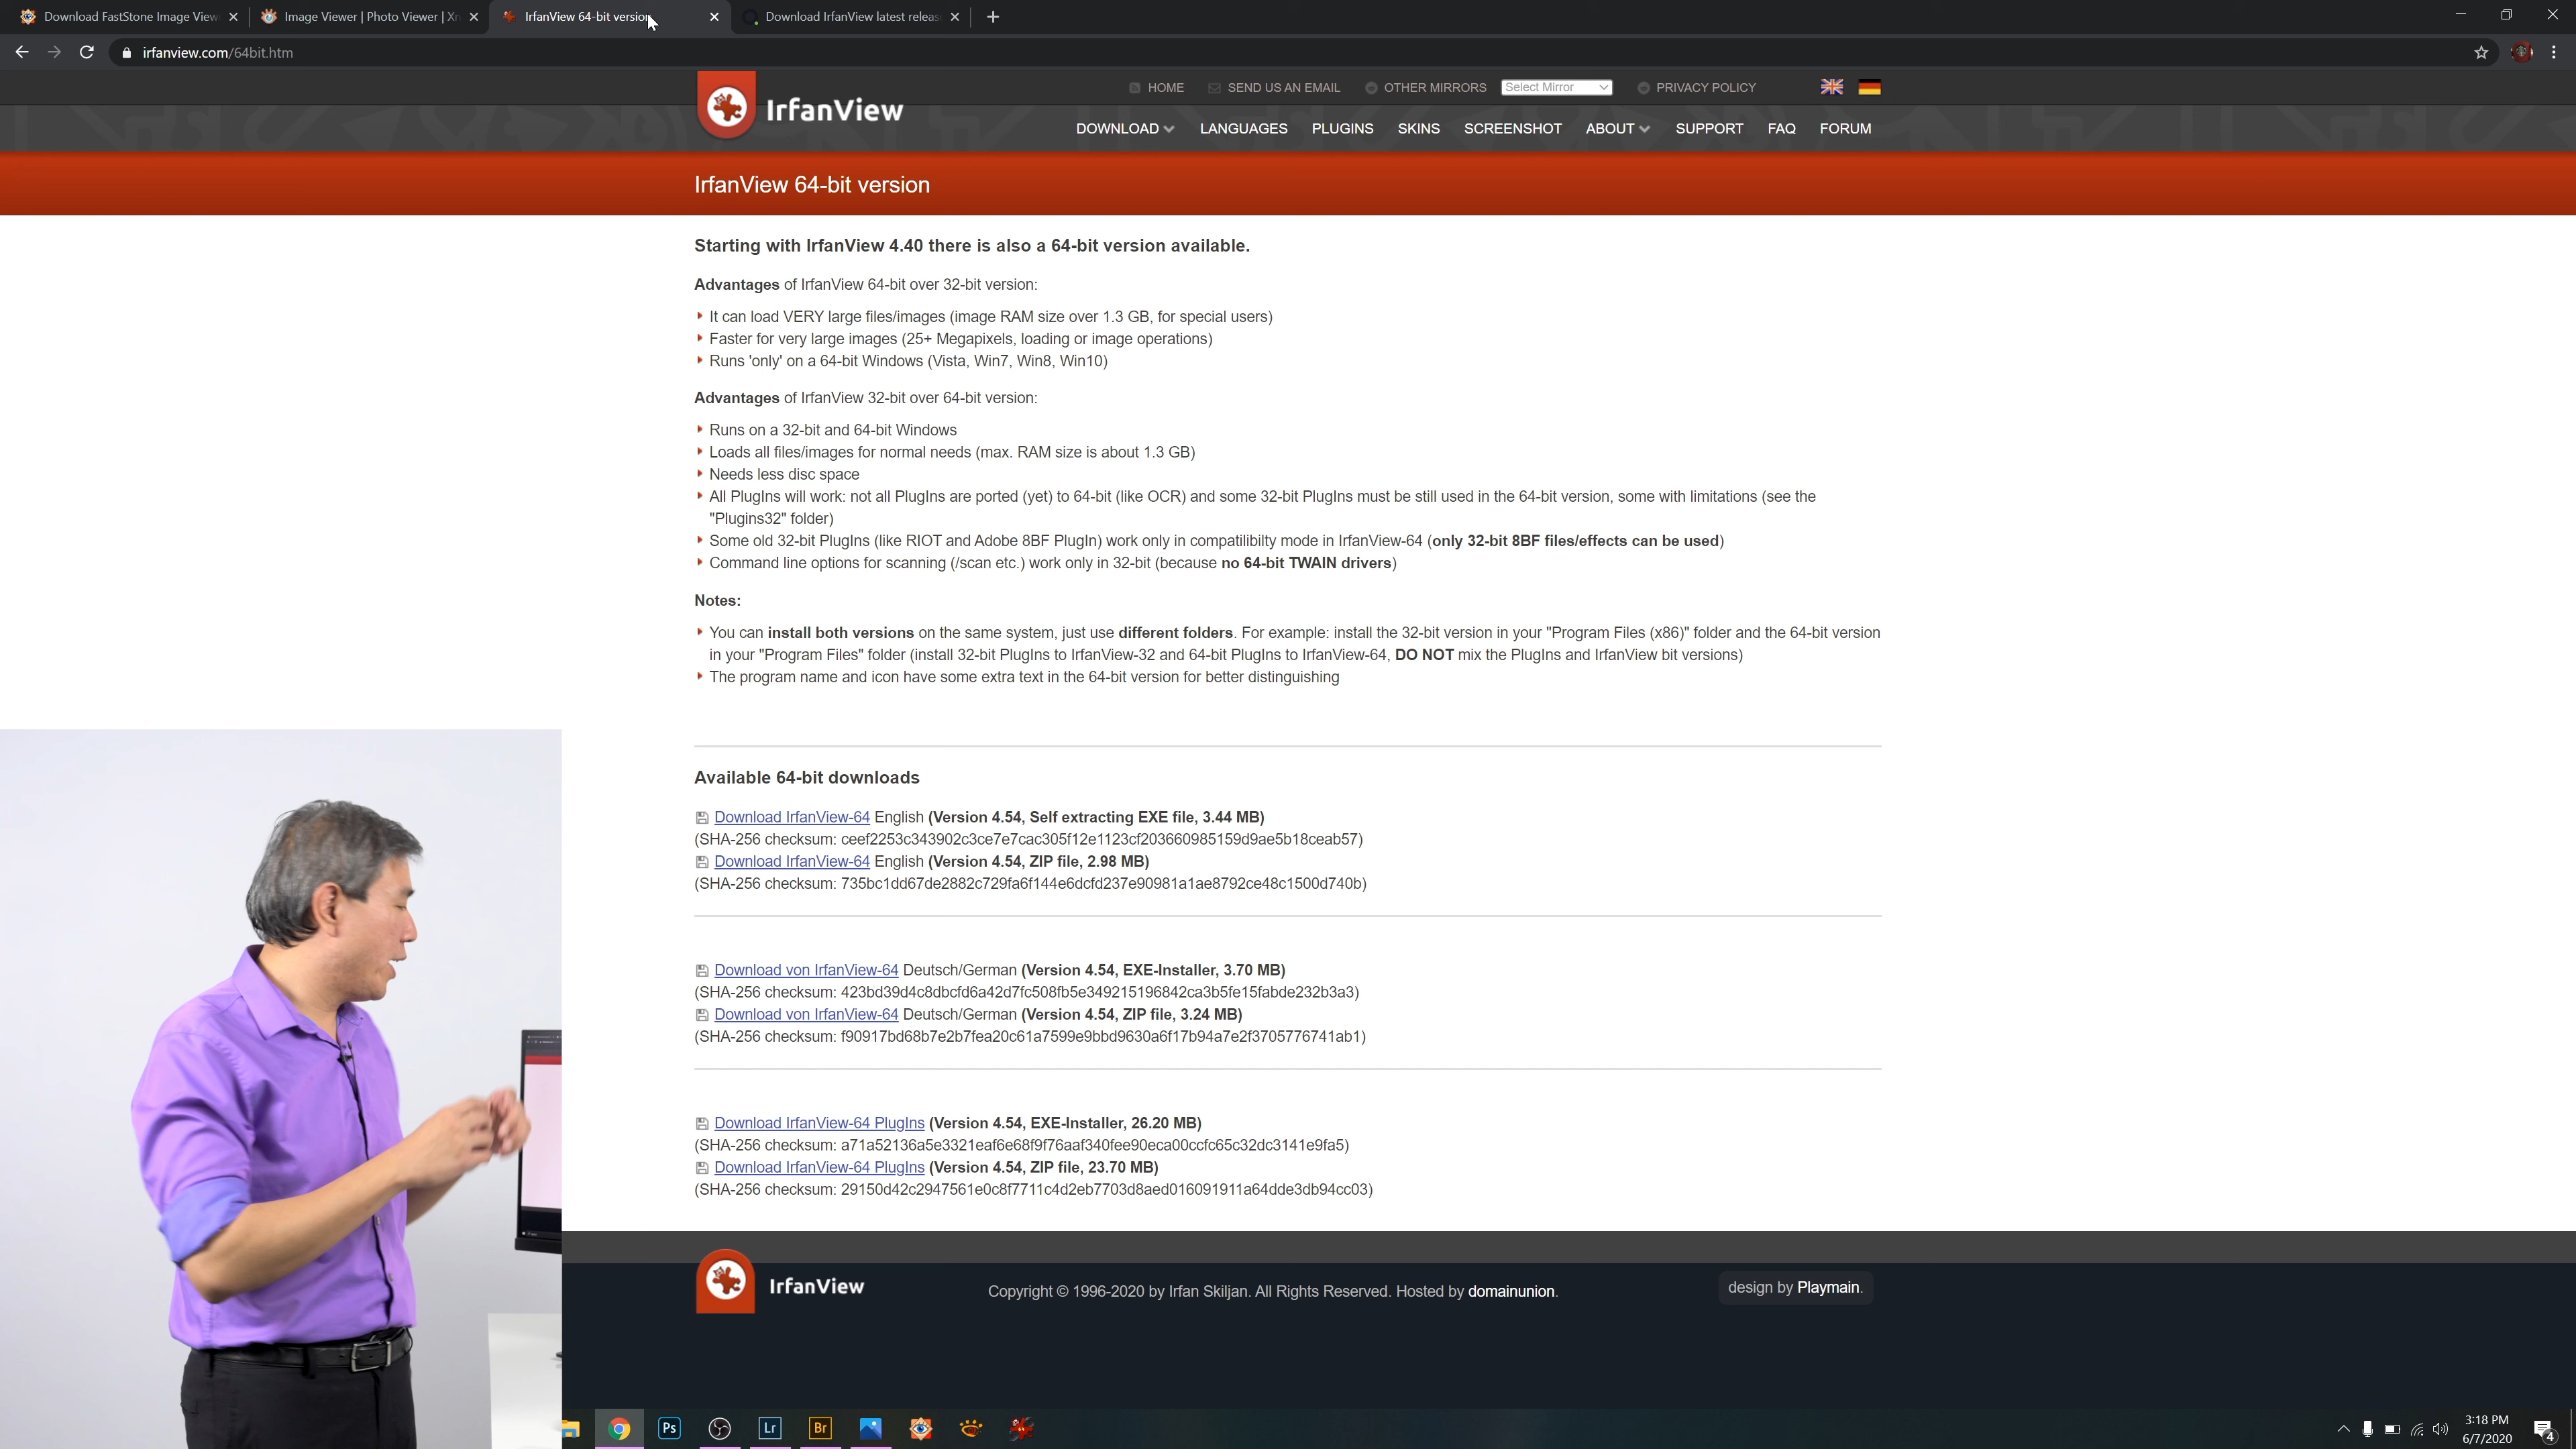 Download FastStone Image View
Image Viewer | Photo Viewer | Xn
IrfanView 64-bit version
Download IrfanView latest releas
irfanview.com/64bit.htm
HOME
SEND US AN EMAIL
OTHER MIRRORS
Select Mirror
PRIVACY POLICY
IrfanView
DOWNLOAD
LANGUAGES
PLUGINS
SKINS
SCREENSHOT
ABOUT
SUPPORT
FAQ
FORUM
IrfanView 64-bit version
Starting with IrfanView 4.40 there is also a 64-bit version available.
Advantages of IrfanView 64-bit over 32-bit version:
It can load VERY large files/images (image RAM size over 1.3 GB, for special users)
Faster for very large images (25+ Megapixels, loading or image operations)
Runs 'only' on a 64-bit Windows (Vista, Win7, Win8, Win10)
Advantages of IrfanView 32-bit over 64-bit version:
Runs on a 32-bit and 64-bit Windows
Loads all files/images for normal needs (max. RAM size is about 1.3 GB)
Needs less disc space
All PlugIns will work: not all PlugIns are ported (yet) to 64-bit (like OCR) and some 32-bit PlugIns must be still used in the 64-bit version, some with limitations (see the
"Plugins32" folder)
Some old 32-bit PlugIns (like RIOT and Adobe 8BF PlugIn) work only in compatibilbilty mode in IrfanView-64 (only 32-bit 8BF files/effects can be used)
Command line options for scanning (/scan etc.) work only in 32-bit (because no 64-bit TWAIN drivers)
Notes:
You can install both versions on the same system, just use different folders. For example: install the 32-bit version in your "Program Files (x86)" folder and the 64-bit version
in your "Program Files" folder (install 32-bit PlugIns to IrfanView-32 and 64-bit PlugIns to IrfanView-64, DO NOT mix the PlugIns and IrfanView bit versions)
The program name and icon have some extra text in the 64-bit version for better distinguishing
Available 64-bit downloads
Download IrfanView-64 English (Version 4.54, Self extracting EXE file, 3.44 MB)
(SHA-256 checksum: ceef2253c343902c3ce7e7cac305f12e1123cf203660985159d9ae5b18ceab57)
Download IrfanView-64 English (Version 4.54, ZIP file, 2.98 MB)
(SHA-256 checksum: 735bc1dd67de2882c729fa6f144e6dcfd237e90981a1ae8792ce48c1500d740b)
Download von IrfanView-64 Deutsch/German (Version 4.54, EXE-Installer, 3.70 MB)
(SHA-256 checksum: 423bd39d4c8dbcfd6a42d7fc508fb5e349215196842ca3b5fe15fabde232b3a3)
Download von IrfanView-64 Deutsch/German (Version 4.54, ZIP file, 3.24 MB)
(SHA-256 checksum: f90917bd68b7e2b7fea20c61a7599e9bbd9630a6f17b94a7e2f3705776741ab1)
Download IrfanView-64 PlugIns (Version 4.54, EXE-Installer, 26.20 MB)
(SHA-256 checksum: a71a52136a5e3321eaf6e68f9f76aaf340fee90eca00ccfc65c32dc3141e9fa5)
Download IrfanView-64 PlugIns (Version 4.54, ZIP file, 23.70 MB)
(SHA-256 checksum: 29150d42c2947561e0c8f7711c4d2eb7703d8aed016091911a64dde3db94cc03)
IrfanView
Copyright © 1996-2020 by Irfan Skiljan. All Rights Reserved. Hosted by domainunion.
design by Playmain.
Ps
Lr
Br
3:18 PM
6/7/2020
4